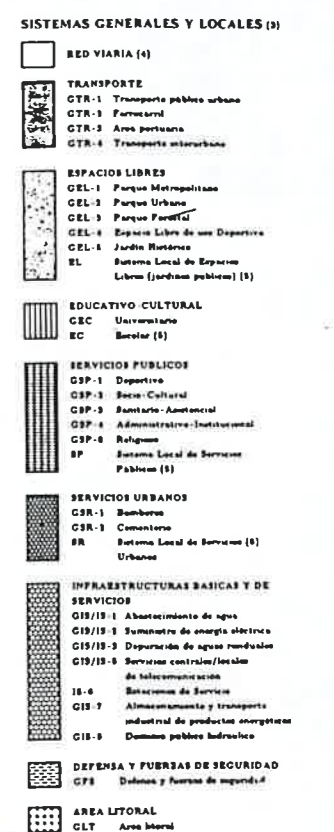 SISTEMAS GENERALES Y LOCALES (3)
RED VIARIA (4)
TRANSPORTE
GTR-1 Transporte público urbano
GTR-2 Ferrocarril
GTR-3 Area portuaria
GTR-4 Transporte interurbano
ESPACIOS LIBRES
GEL-1 Parque Metropolitano
GEL-2 Parque Urbano
GEL-3 Parque Forestal
GEL-4 Espacio Libre de uso Deportivo
GEL-5 Jardín Histórico
EL Sistema Local de Espacios
Libres (jardines publicos) (5)
EDUCATIVO-CULTURAL
GEC Universitario
EC Escolar (5)
SERVICIOS PUBLICOS
GSP-1 Deportivo
GSP-2 Socio-Cultural
GSP-3 Sanitario-Asistencial
GSP-4 Administrativo-Institucional
GSP-6 Religioso
SP Sistema Local de Servicios
Públicos (5)
SERVICIOS URBANOS
GSR-1 Bomberos
GSR-2 Cementerio
SR Sistema Local de Servicios (5)
Urbanos
INFRAESTRUCTURAS BASICAS Y DE
SERVICIOS
GIS/IS-1 Abastecimiento de agua
GIS/IS-2 Suministro de energía eléctrica
GIS/IS-3 Depuración de aguas residuales
GIS/IS-5 Servicios centrales/locales
de telecomunicación
IS-6 Estaciones de Servicio
GIS-7 Almacenamiento y transporte
industrial de productos energéticos
GIS-8 Dominio público hidraulico
DEFENSA Y FUERZAS DE SEGURIDAD
GFS Defensa y fuerzas de seguridad
AREA LITORAL
GLT Area litoral